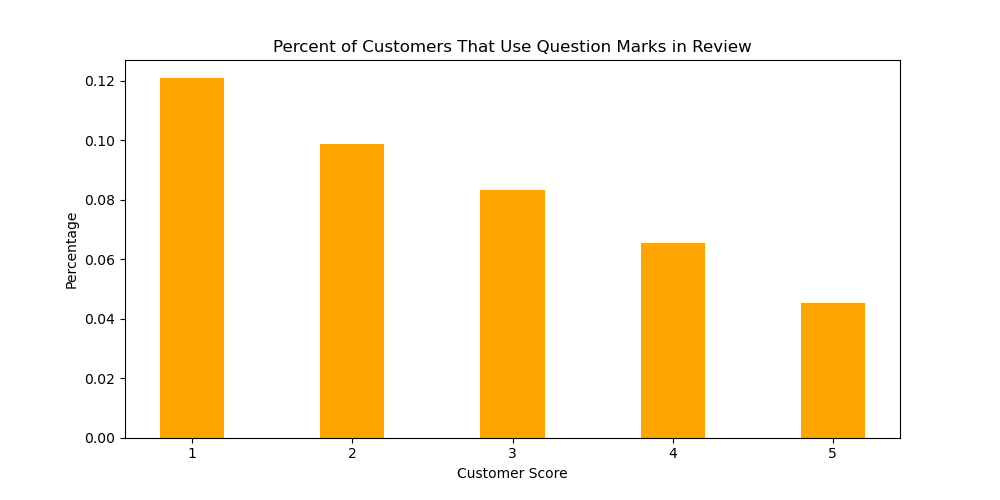 Percent of Customers That Use Question Marks in Review
0.12
0.10
0.08
0.06
0.04
0.02
0.00
Percentage
1 2 3 4 5
Customer Score